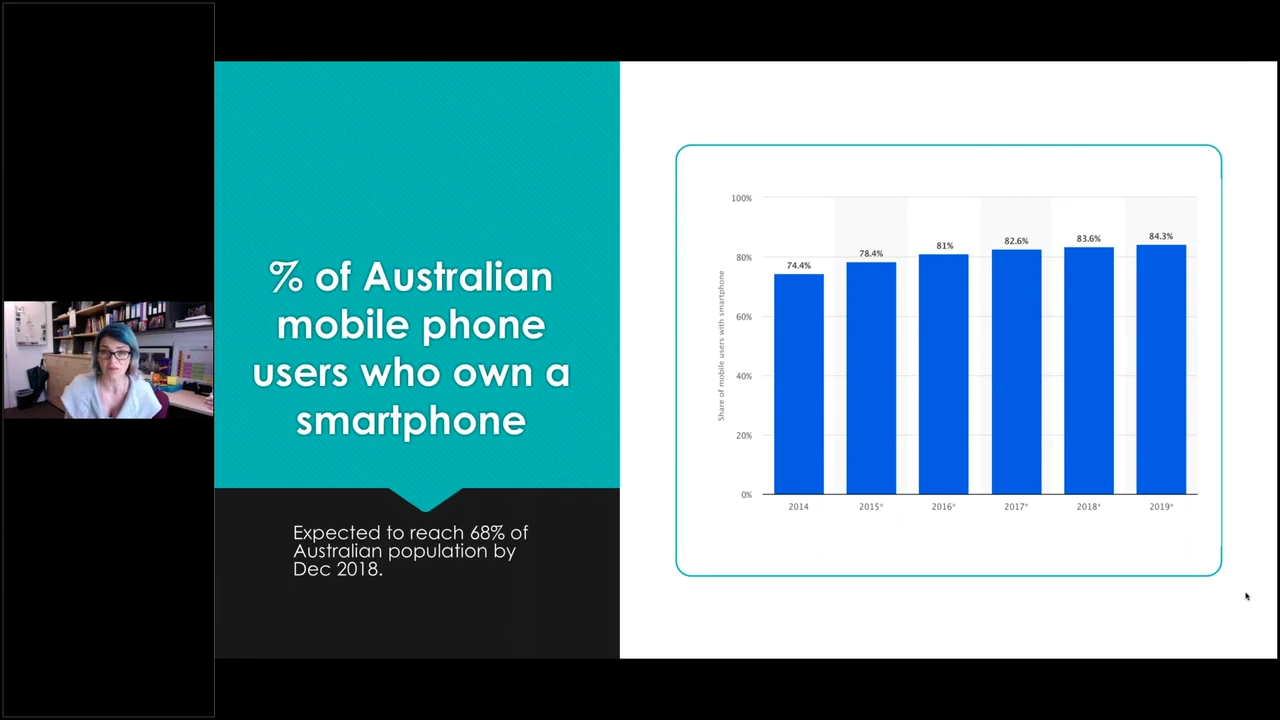 % of Australian
mobile phone
users who own a
smartphone
Expected to reach 68% of
Australian population by
Dec 2018.
Share of mobile users with smartphone
100%
80%
60%
40%
20%
0%
74.4%
78.4%
81%
82.6%
83.6%
84.3%
2014
2015*
2016*
2017*
2018*
2019*